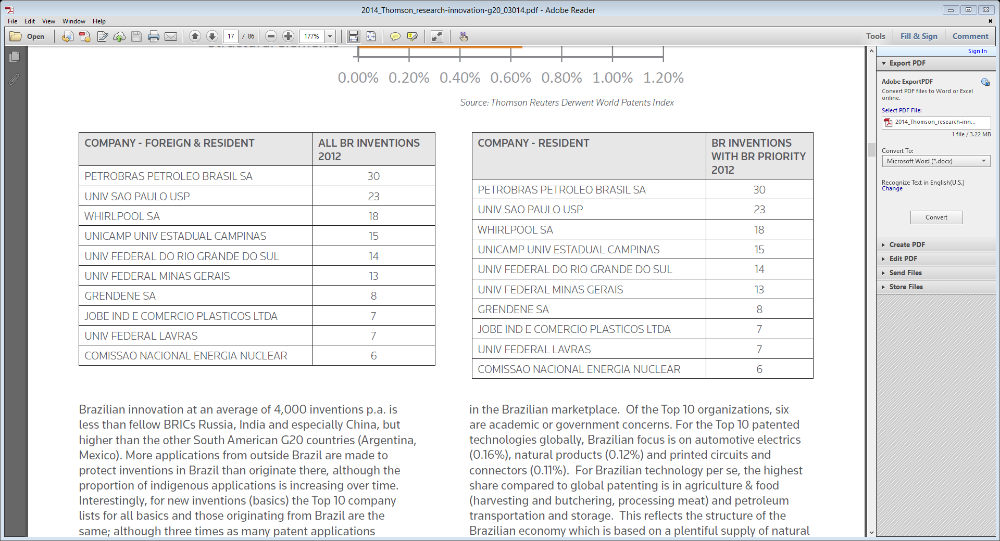 2014_Thomson_research-innovation-g20_03014.pdf - Adobe Reader
File Edit View Window Help
Open 17 / 86 177% Tools Fill & Sign Comment
Sign In
Export PDF
Adobe ExportPDF
Convert PDF files to Word or Excel
online.
Select PDF File:
2014_Thomson_research-inn...
1 file / 3.22 MB
Convert To:
Microsoft Word (*.docx)
Recognize Text in English(U.S.)
Change
Convert
Create PDF
Edit PDF
Send Files
Store Files
0.00% 0.20% 0.40% 0.60% 0.80% 1.00% 1.20%
Source: Thomson Reuters Derwent World Patents Index
COMPANY - FOREIGN & RESIDENT ALL BR INVENTIONS
2012
PETROBRAS PETROLEO BRASIL SA 30
UNIV SAO PAULO USP 23
WHIRLPOOL SA 18
UNICAMP UNIV ESTADUAL CAMPINAS 15
UNIV FEDERAL DO RIO GRANDE DO SUL 14
UNIV FEDERAL MINAS GERAIS 13
GRENDENE SA 8
JOBE IND E COMERCIO PLASTICOS LTDA 7
UNIV FEDERAL LAVRAS 7
COMISSAO NACIONAL ENERGIA NUCLEAR 6
COMPANY - RESIDENT BR INVENTIONS
WITH BR PRIORITY
2012
PETROBRAS PETROLEO BRASIL SA 30
UNIV SAO PAULO USP 23
WHIRLPOOL SA 18
UNICAMP UNIV ESTADUAL CAMPINAS 15
UNIV FEDERAL DO RIO GRANDE DO SUL 14
UNIV FEDERAL MINAS GERAIS 13
GRENDENE SA 8
JOBE IND E COMERCIO PLASTICOS LTDA 7
UNIV FEDERAL LAVRAS 7
COMISSAO NACIONAL ENERGIA NUCLEAR 6
Brazilian innovation at an average of 4,000 inventions p.a. is
less than fellow BRICs Russia, India and especially China, but
higher than the other South American G20 countries (Argentina,
Mexico). More applications from outside Brazil are made to
protect inventions in Brazil than originate there, although the
proportion of indigenous applications is increasing over time.
Interestingly, for new inventions (basics) the Top 10 company
lists for all basics and those originating from Brazil are the
same; although three times as many patent applications
in the Brazilian marketplace. Of the Top 10 organizations, six
are academic or government concerns. For the Top 10 patented
technologies globally, Brazilian focus is on automotive electrics
(0.16%), natural products (0.12%) and printed circuits and
connectors (0.11%). For Brazilian technology per se, the highest
share compared to global patenting is in agriculture & food
(harvesting and butchering, processing meat) and petroleum
transportation and storage. This reflects the structure of the
Brazilian economy which is based on a plentiful supply of natural